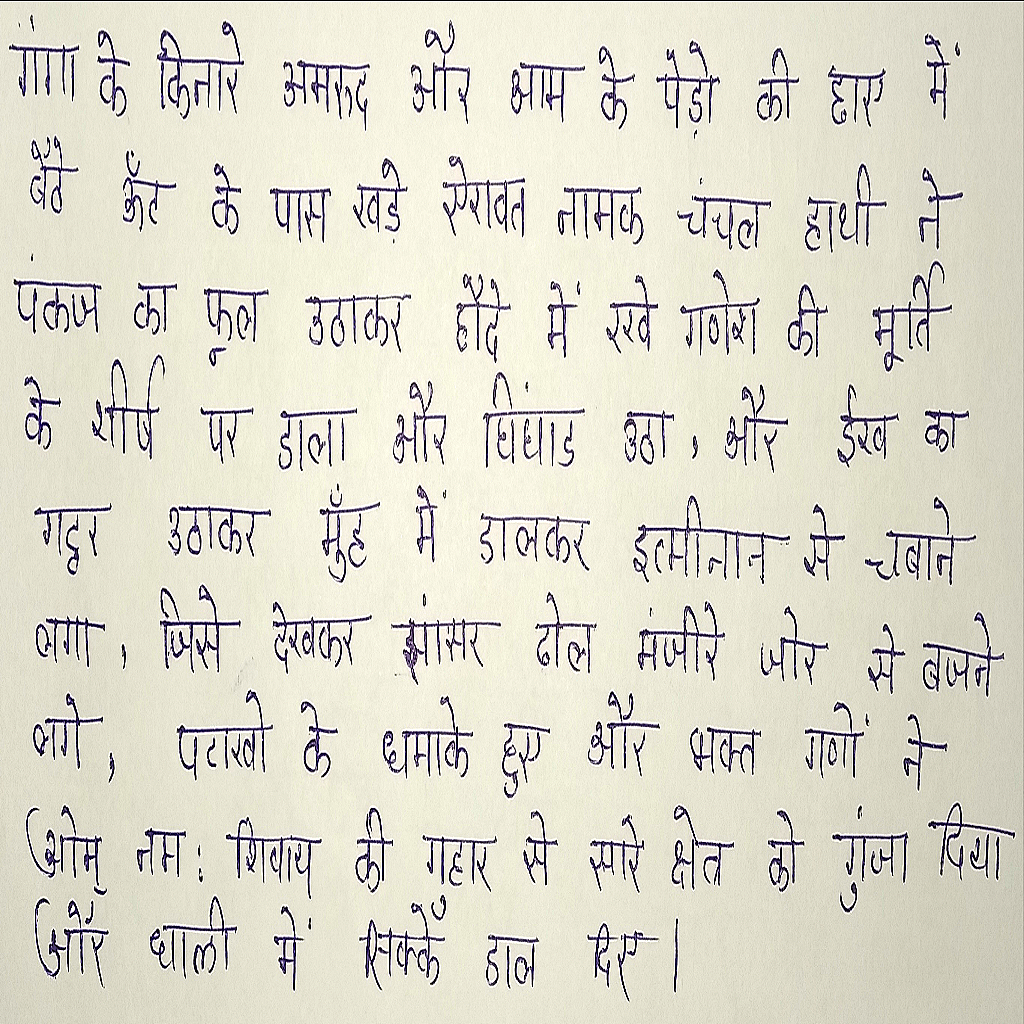 गंगा के किनारे अमरुद और आम के पेड़ो की छाए में
बैठे ऊँट के पास खड़े ऐरावत नामक चंचल हाथी ने
पंकज का फूल उठाकर हौदे में रखे गणेश की मूर्ति
के शीर्ष पर डाला और चिंघाड उठा, और ईख का
गट्ठर उठाकर मुँह में डालकर इत्मीनान से चबाने
लगा, जिसे देखकर झांसर ढोल मंजीरे जोर से बजने
लगे, पटाखो के धमाके हुए और भक्त गणों ने
ओम् नम: शिवाय की गुहार से सारे क्षेत्र को गुंजा दिया
और थाली में सिक्कें डाल दिए।